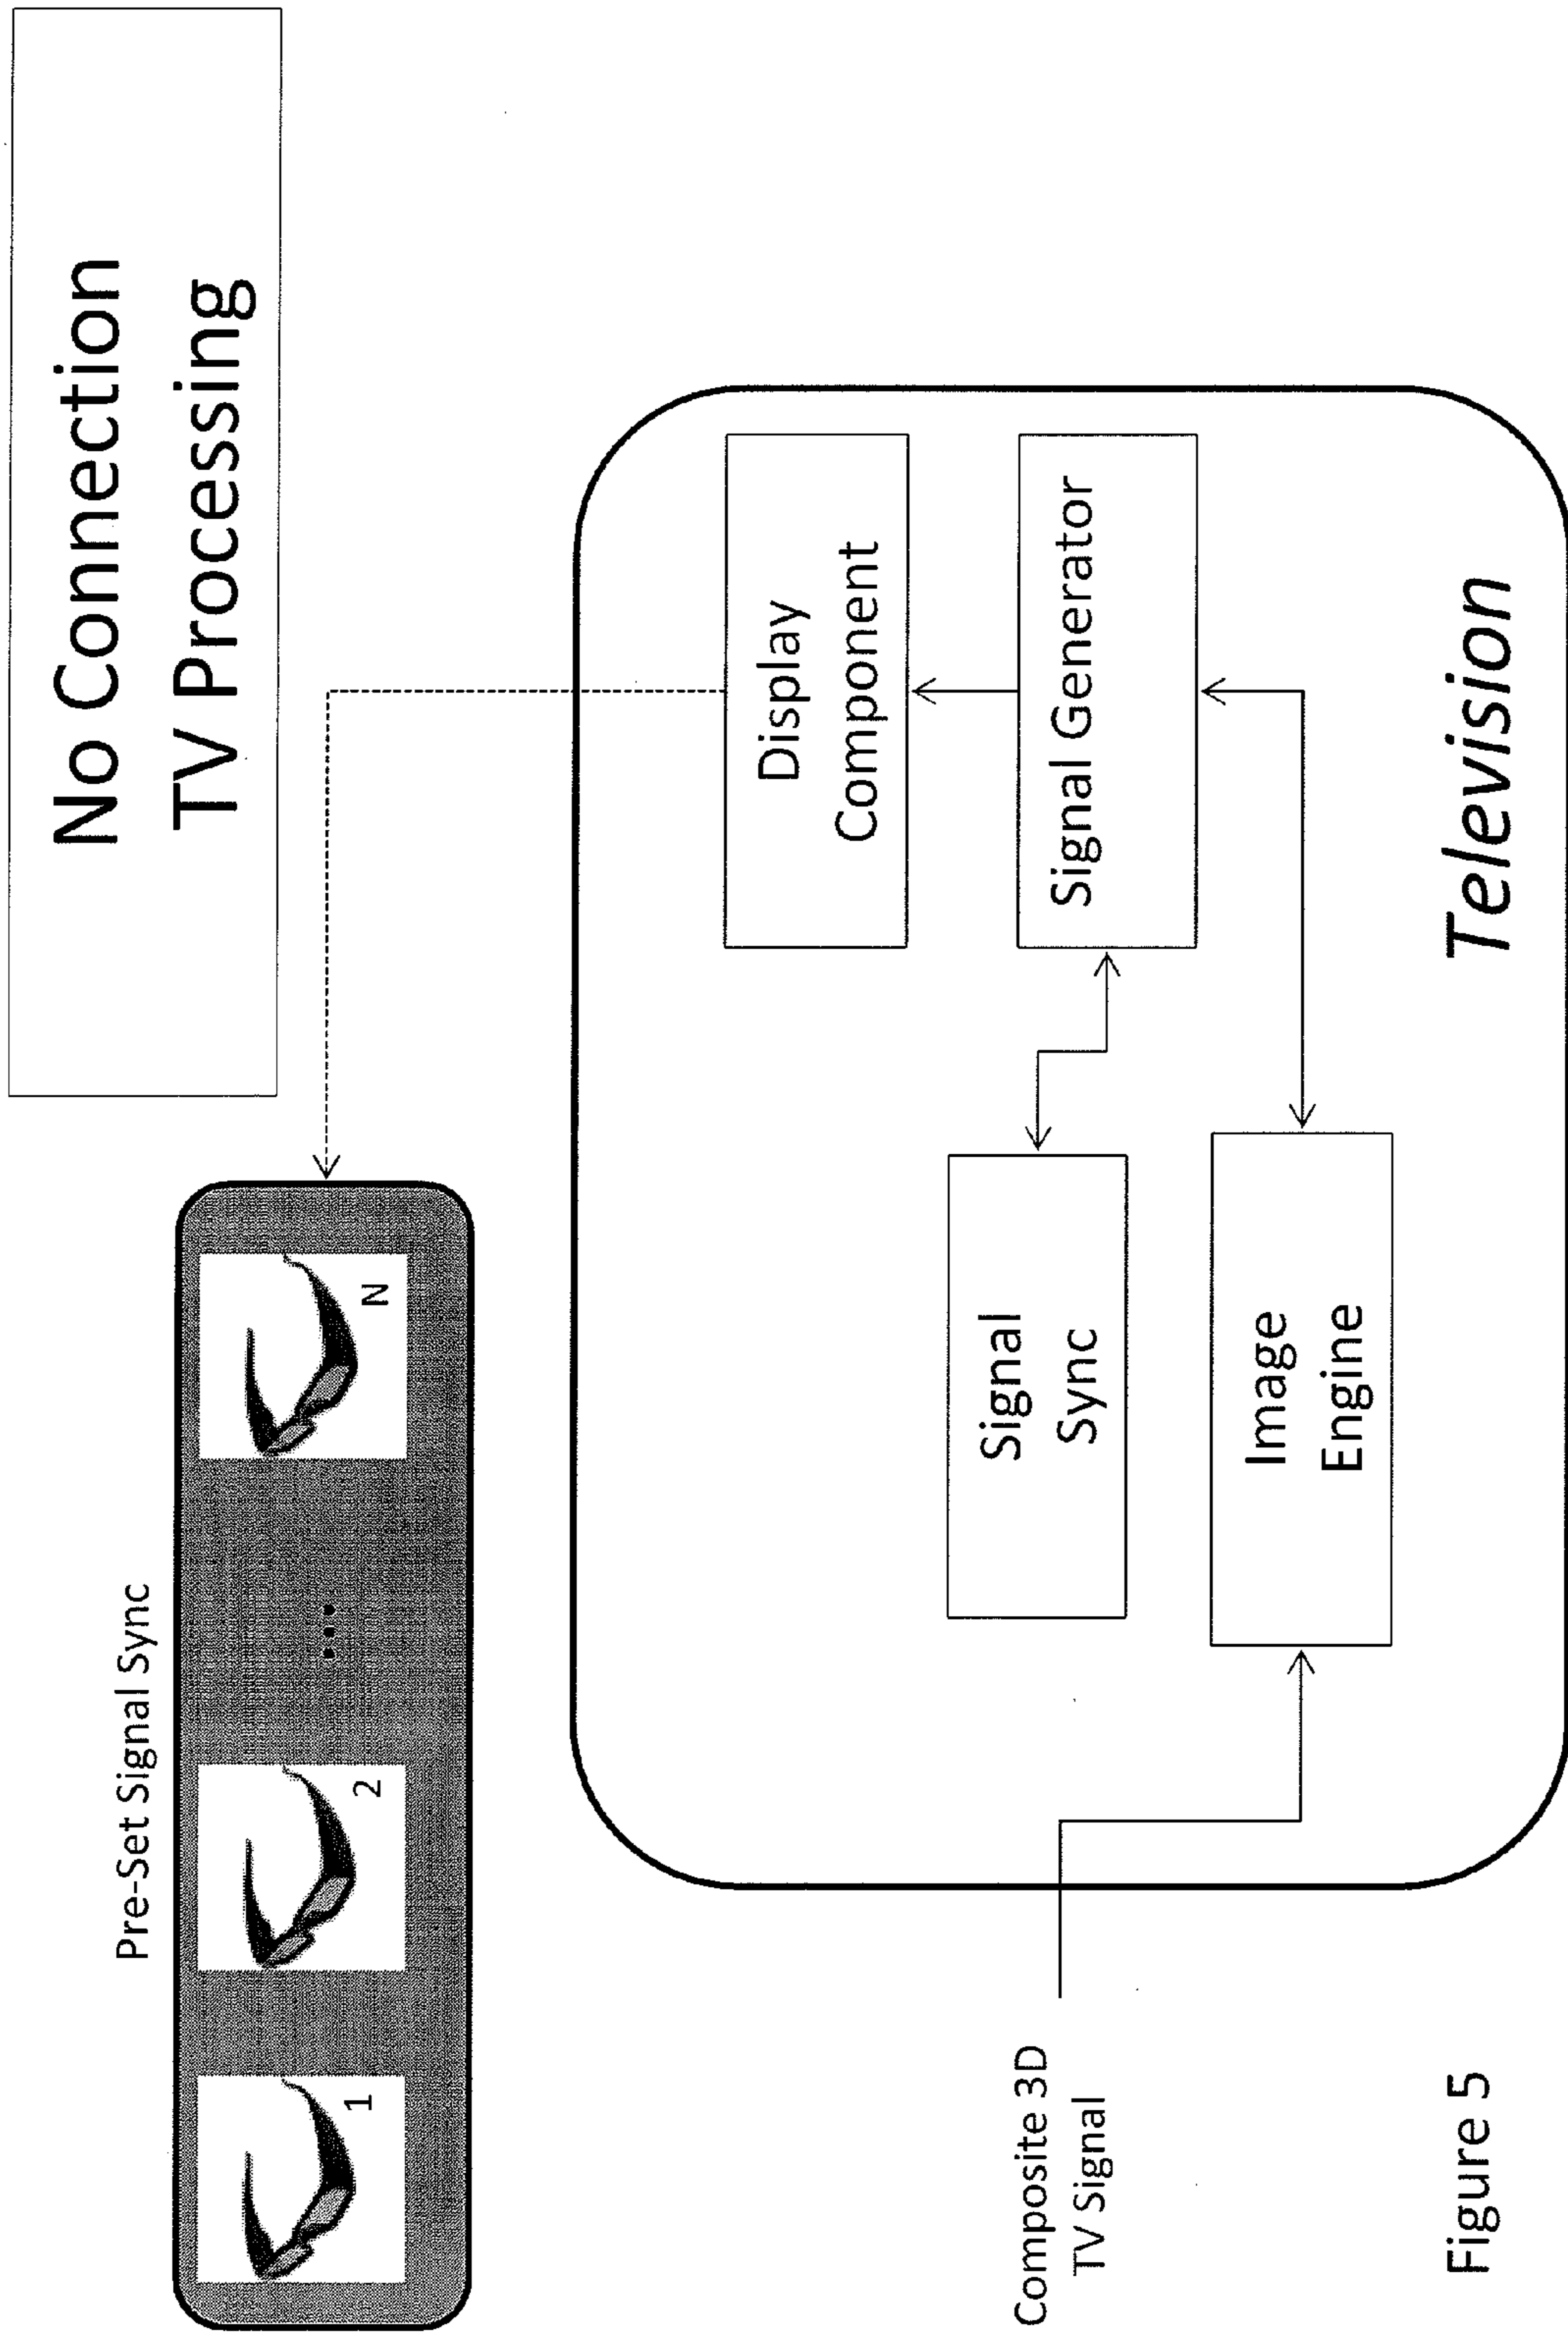 No Connection
TV Processing
Pre-Set Signal Sync
1
2
...
N
Display
Component
Signal Generator
Signal
Sync
Image
Engine
Composite 3D
TV Signal
Television
Figure 5